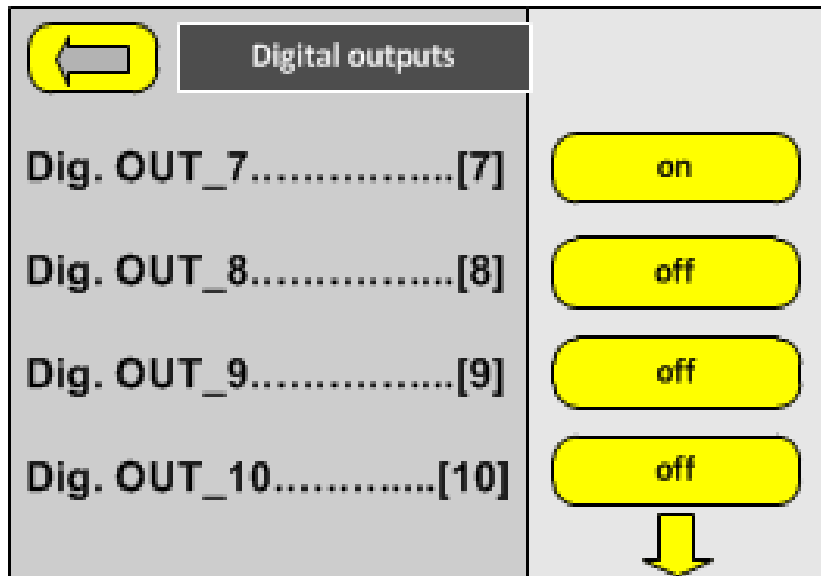 Digital outputs
Dig. OUT_7................[7] on
Dig. OUT_8................[8] off
Dig. OUT_9................[9] off
Dig. OUT_10.............[10] off